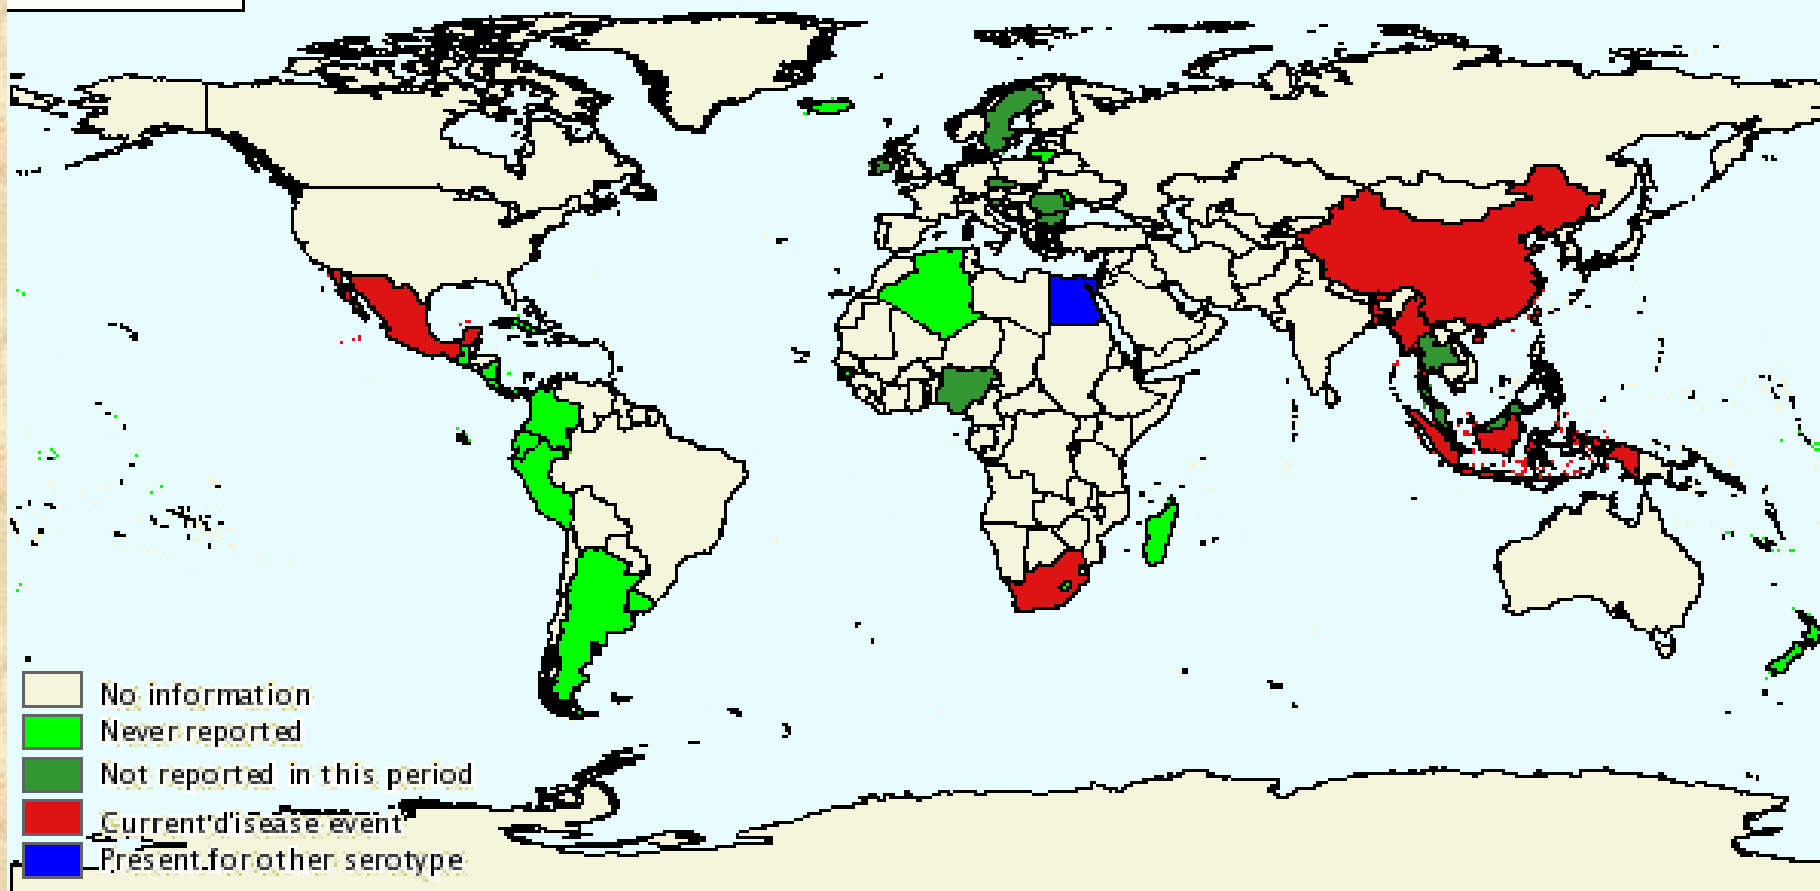 No information
Never reported
Not reported in this period
Current disease event
Present for other serotype